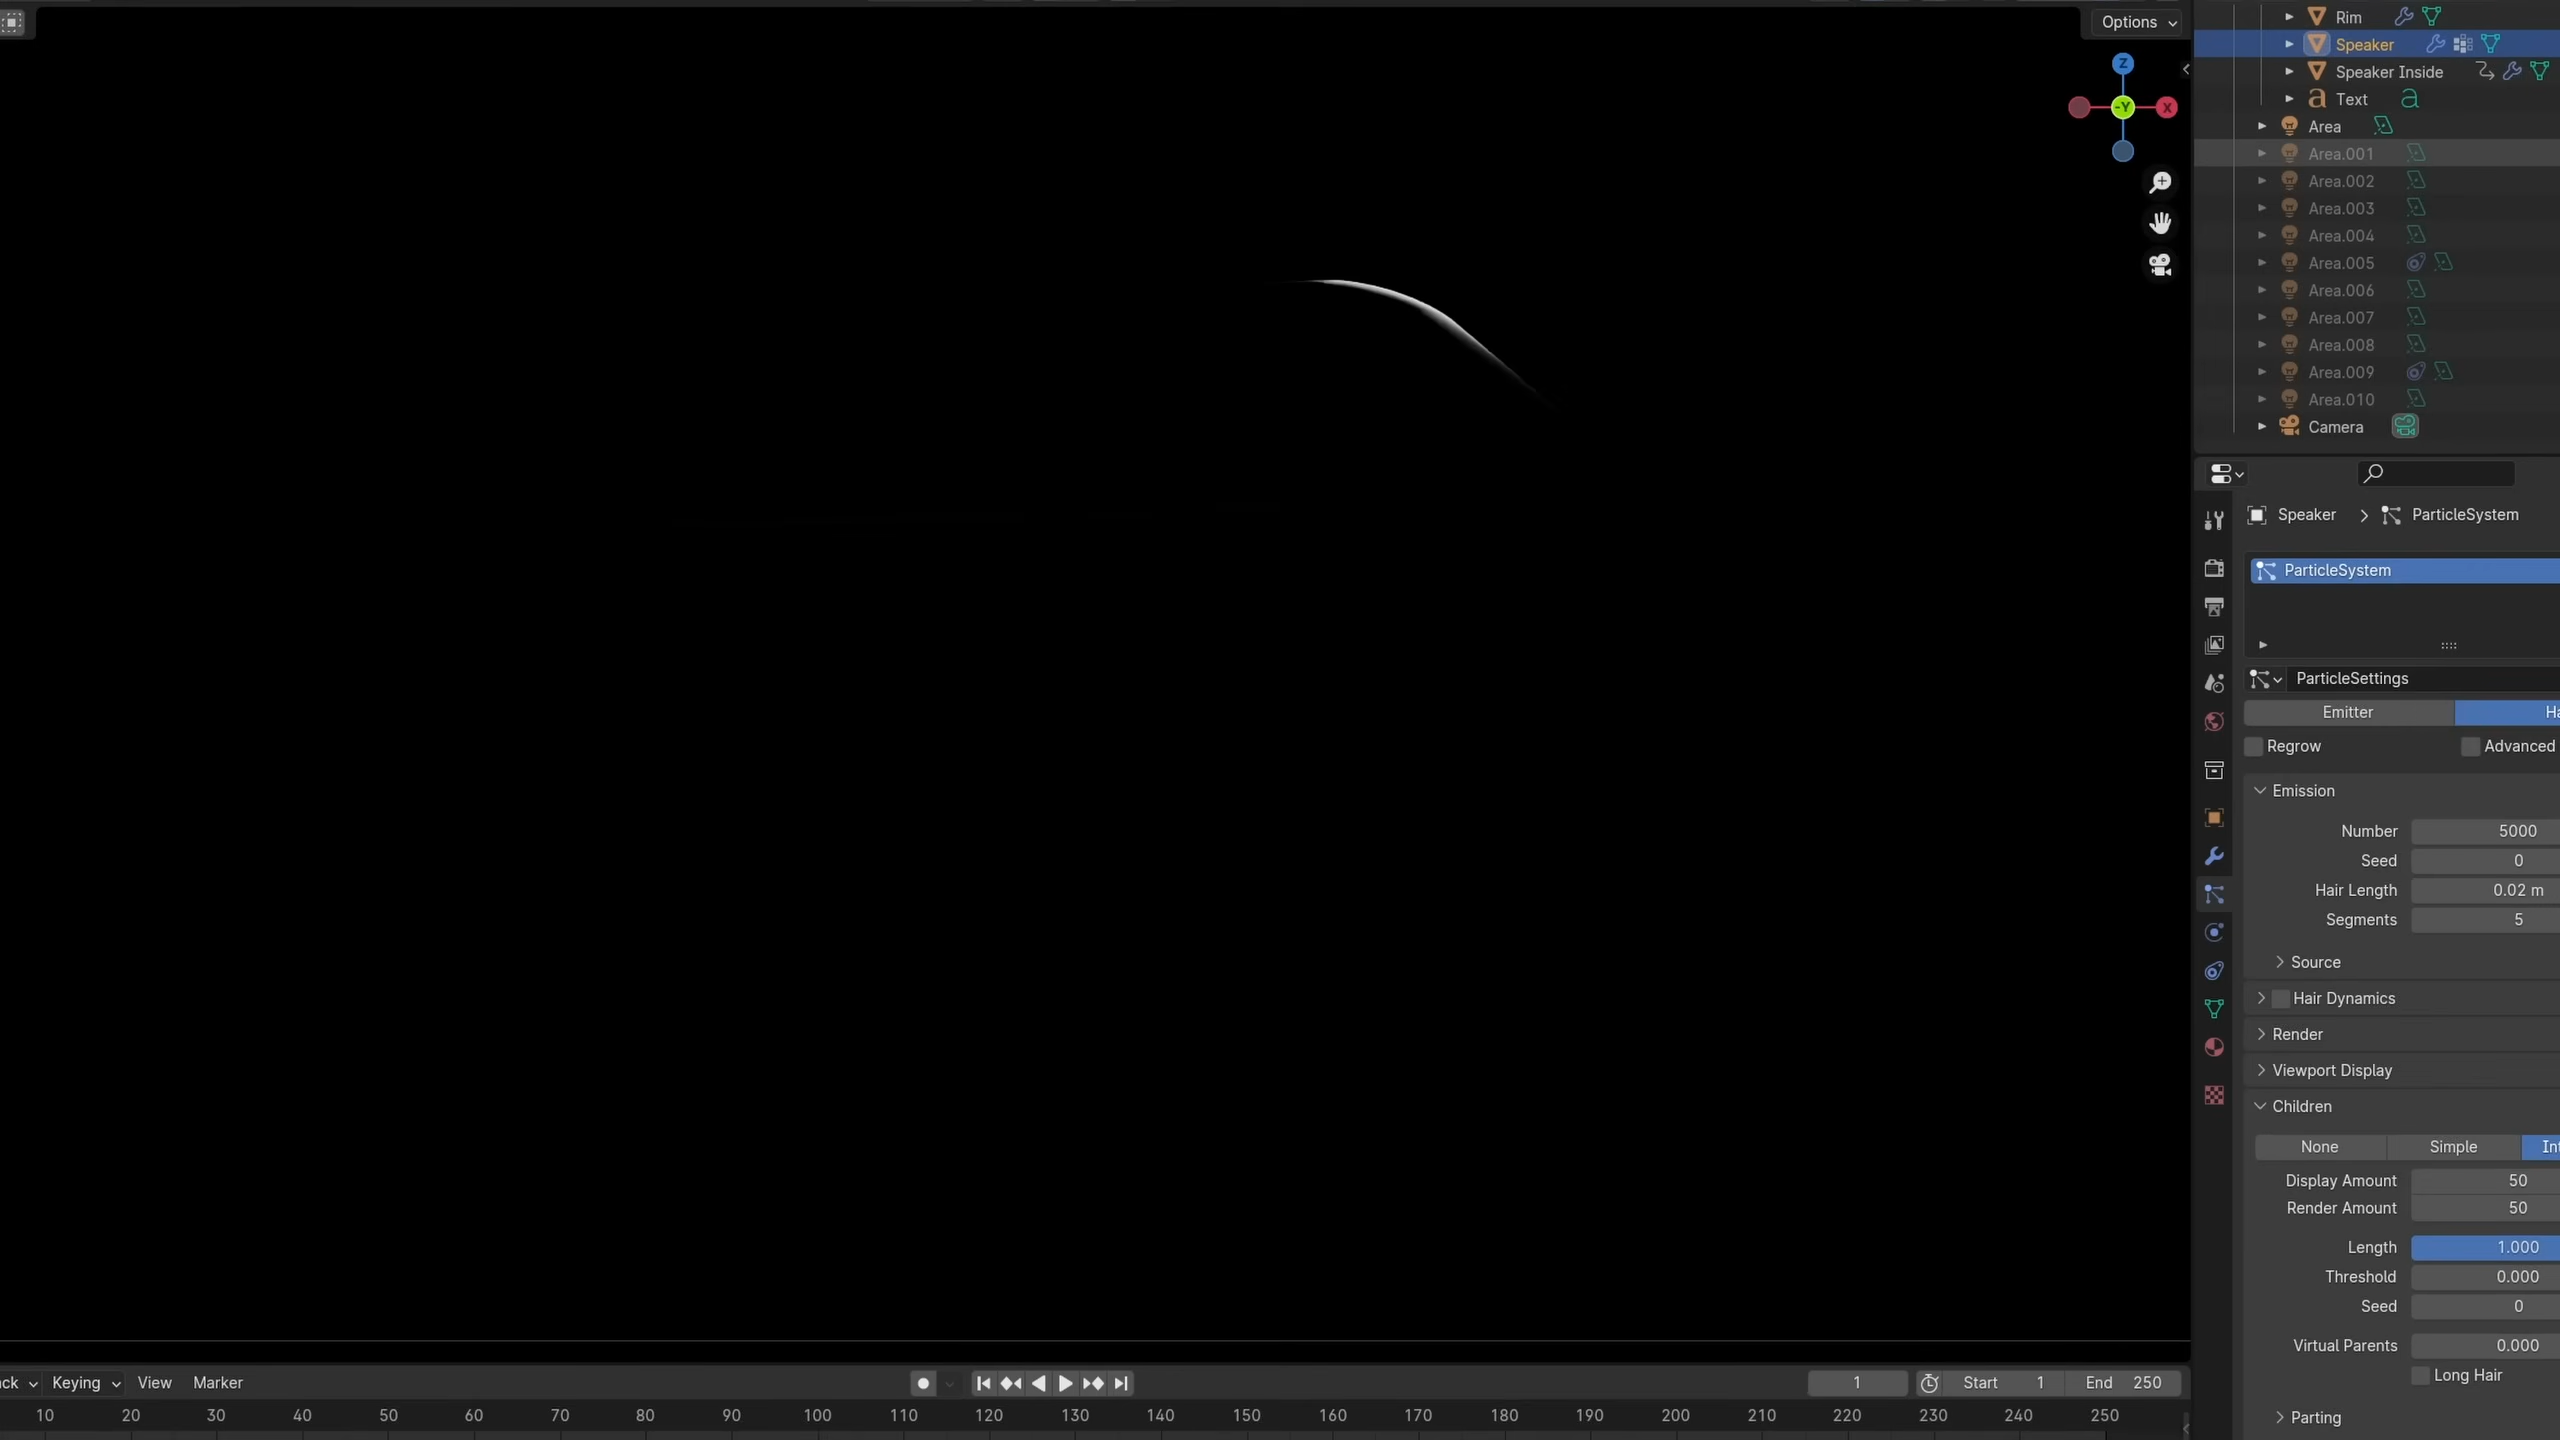 Options
Z
-Y
X
Rim
Speaker
Speaker Inside
Text
Area
Area.001
Area.002
Area.003
Area.004
Area.005
Area.006
Area.007
Area.008
Area.009
Area.010
Camera
Speaker
ParticleSystem
ParticleSystem
ParticleSettings
Emitter
Ha
Regrow
Advanced
Emission
Number 5000
Seed 0
Hair Length 0.02 m
Segments 5
Source
Hair Dynamics
Render
Viewport Display
Children
None Simple Int
Display Amount 50
Render Amount 50
Length 1.000
Threshold 0.000
Seed 0
Virtual Parents 0.000
Long Hair
Parting
ack Keying View Marker
1 Start 1 End 250
10 20 30 40 50 60 70 80 90 100 110 120 130 140 150 160 170 180 190 200 210 220 230 240 250